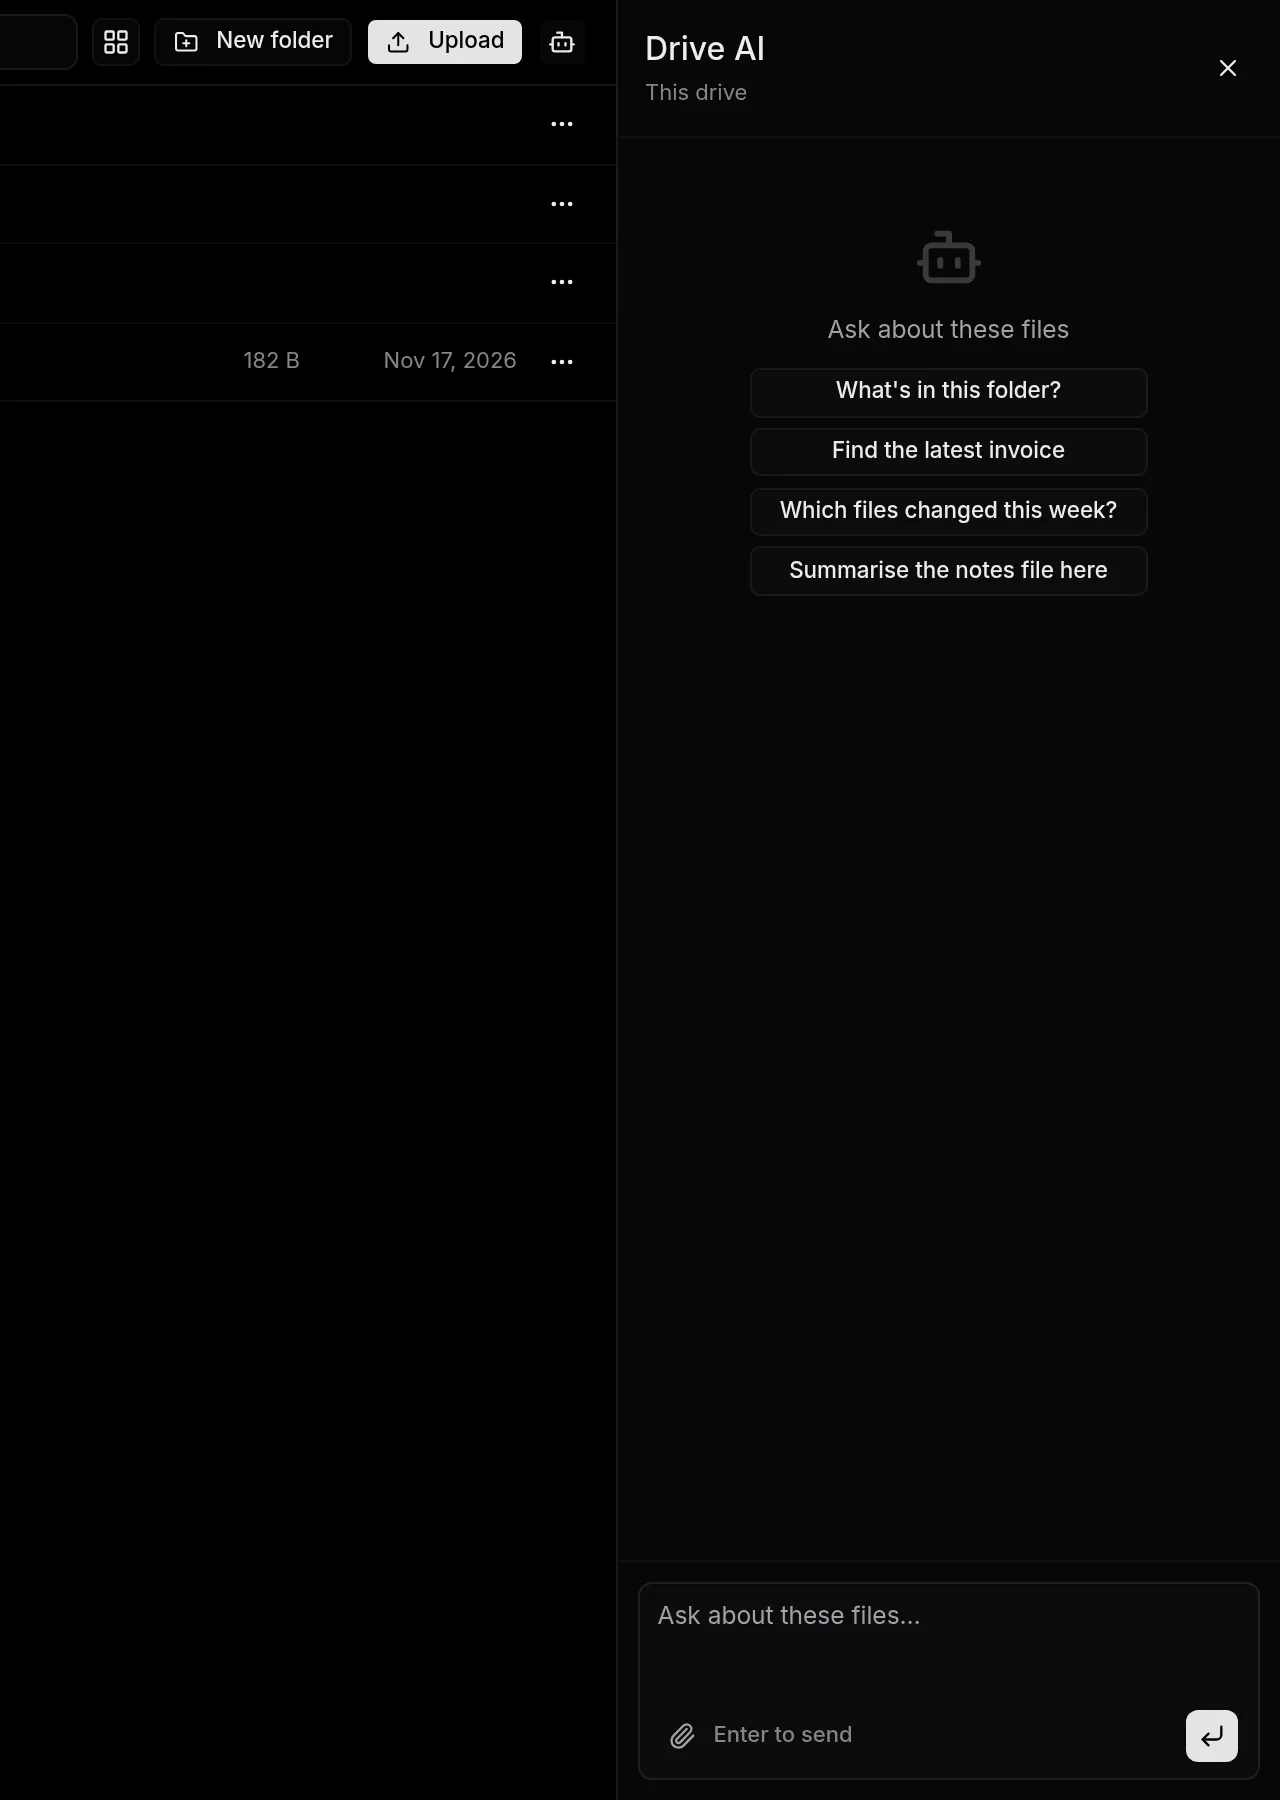 New folder
Upload
182 B
Nov 17, 2026
Drive AI
This drive
Ask about these files
What's in this folder?
Find the latest invoice
Which files changed this week?
Summarise the notes file here
Ask about these files...
Enter to send